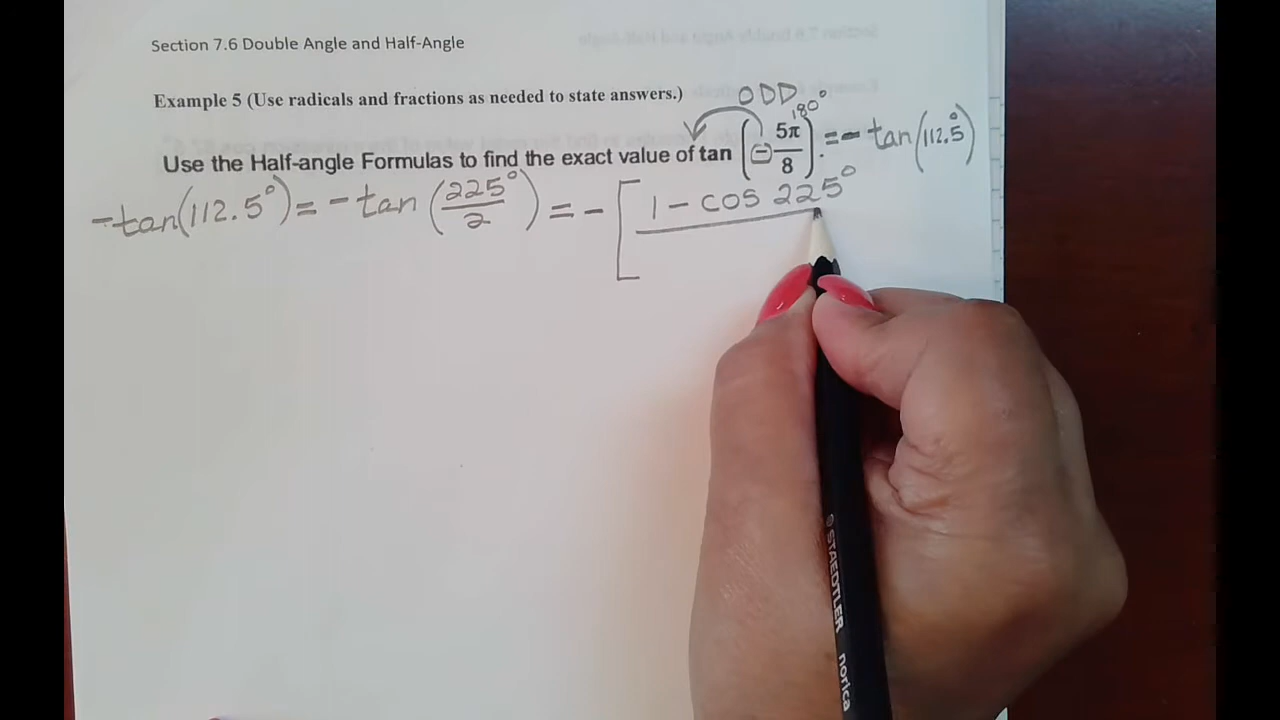 Section 7.6 Double Angle and Half-Angle
Example 5 (Use radicals and fractions as needed to state answers.)
ODD
180°
Use the Half-angle Formulas to find the exact value of tan (-5π/8). = -tan(112.5°)
-tan(112.5°) = -tan(225°/2) = -[1 - cos 225°
STAEDTLER norica